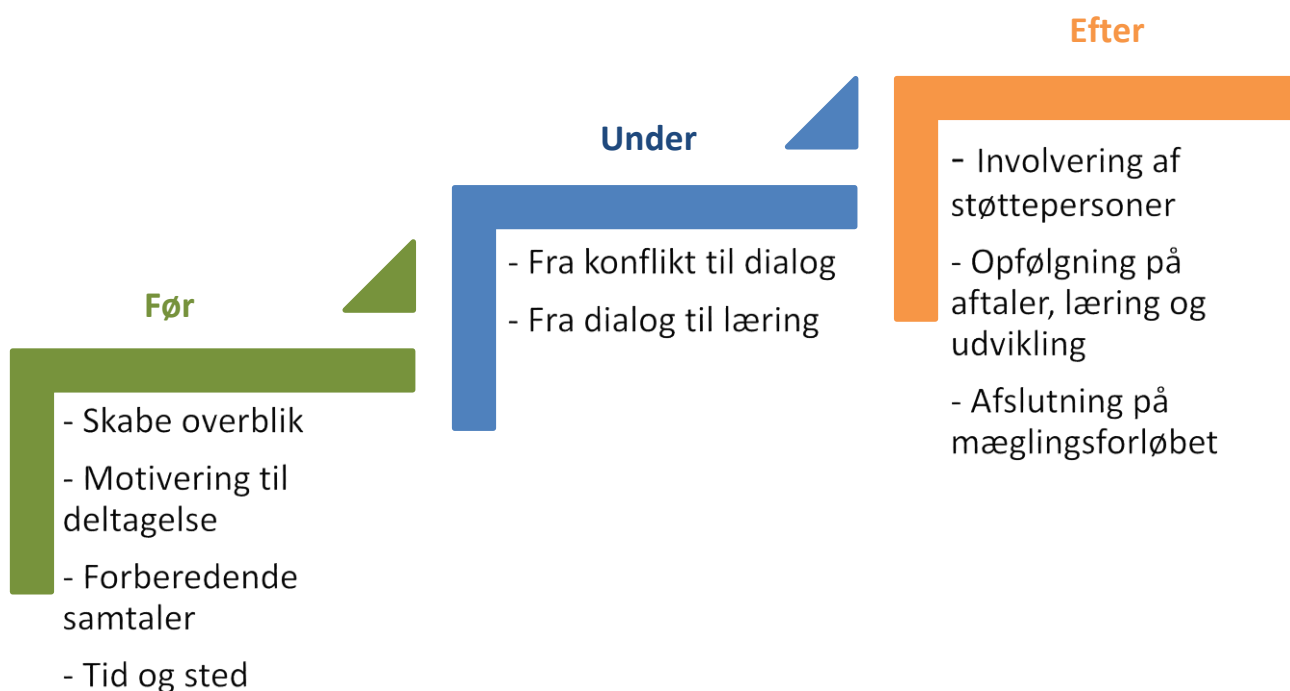 Før
- Skabe overblik
- Motivering til
deltagelse
- Forberedende
samtaler
- Tid og sted
Under
- Fra konflikt til dialog
- Fra dialog til læring
Efter
- Involvering af
støttepersoner
- Opfølgning på
aftaler, læring og
udvikling
- Afslutning på
mæglingsforløbet